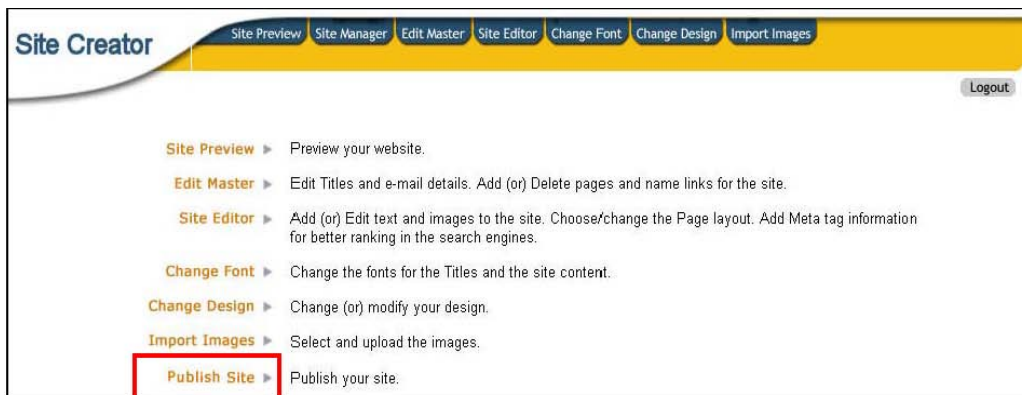 Site Creator
Site Preview Site Manager Edit Master Site Editor Change Font Change Design Import Images
Logout
Site Preview Preview your website.
Edit Master Edit Titles and e-mail details. Add (or) Delete pages and name links for the site.
Site Editor Add (or) Edit text and images to the site. Choose/change the Page layout. Add Meta tag information
for better ranking in the search engines.
Change Font Change the fonts for the Titles and the site content.
Change Design Change (or) modify your design.
Import Images Select and upload the images.
Publish Site Publish your site.